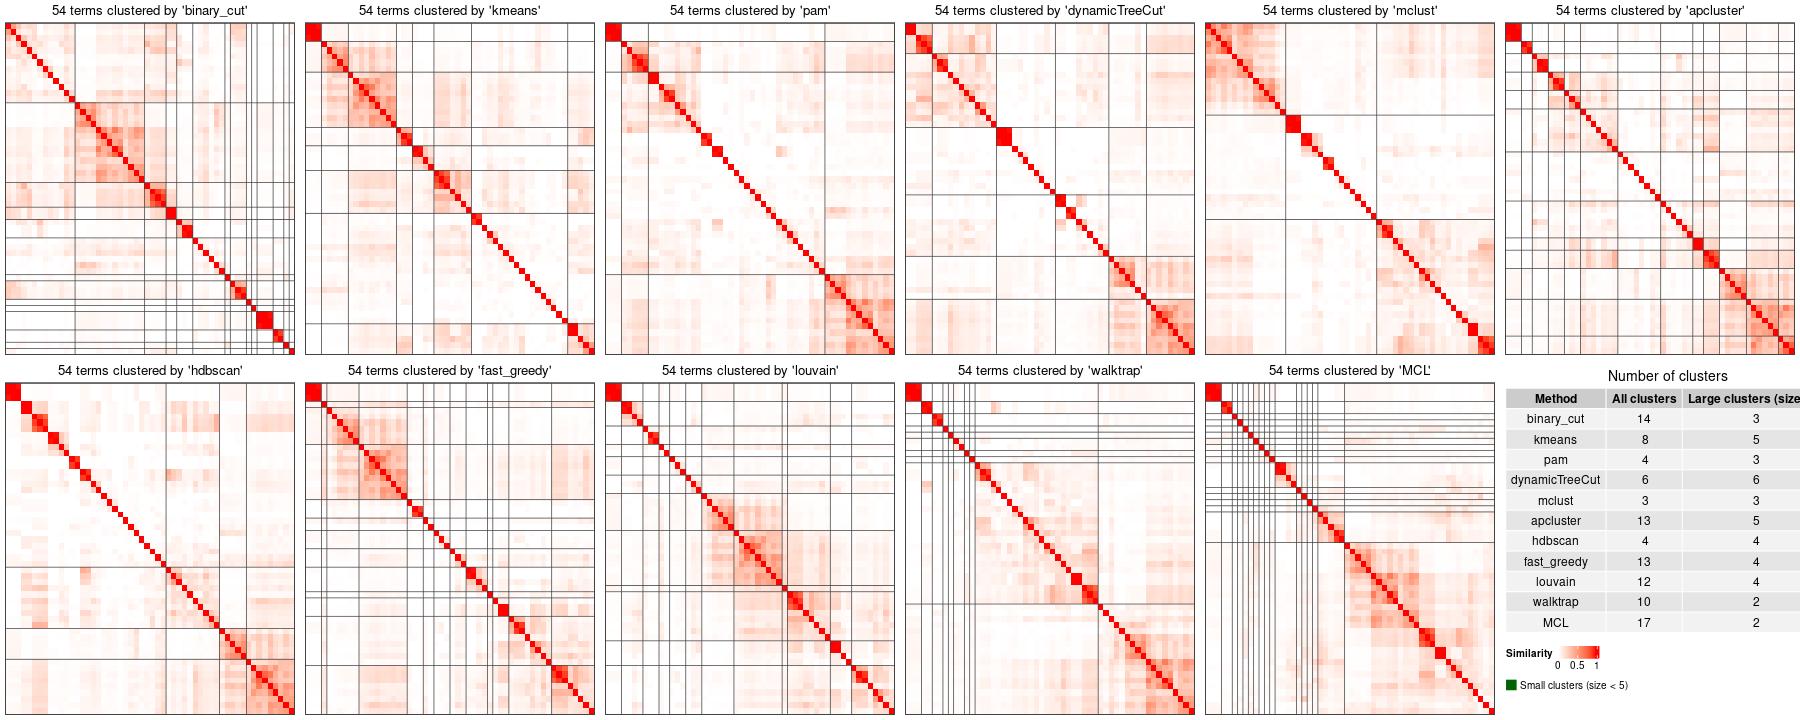 54 terms clustered by 'binary_cut'
54 terms clustered by 'kmeans'
54 terms clustered by 'pam'
54 terms clustered by 'dynamicTreeCut'
54 terms clustered by 'mclust'
54 terms clustered by 'apcluster'
54 terms clustered by 'hdbscan'
54 terms clustered by 'fast_greedy'
54 terms clustered by 'louvain'
54 terms clustered by 'walktrap'
54 terms clustered by 'MCL'
Number of clusters
Method All clusters Large clusters (size
binary_cut 14 3
kmeans 8 5
pam 4 3
dynamicTreeCut 6 6
mclust 3 3
apcluster 13 5
hdbscan 4 4
fast_greedy 13 4
louvain 12 4
walktrap 10 2
MCL 17 2
Similarity
0 0.5 1
Small clusters (size < 5)